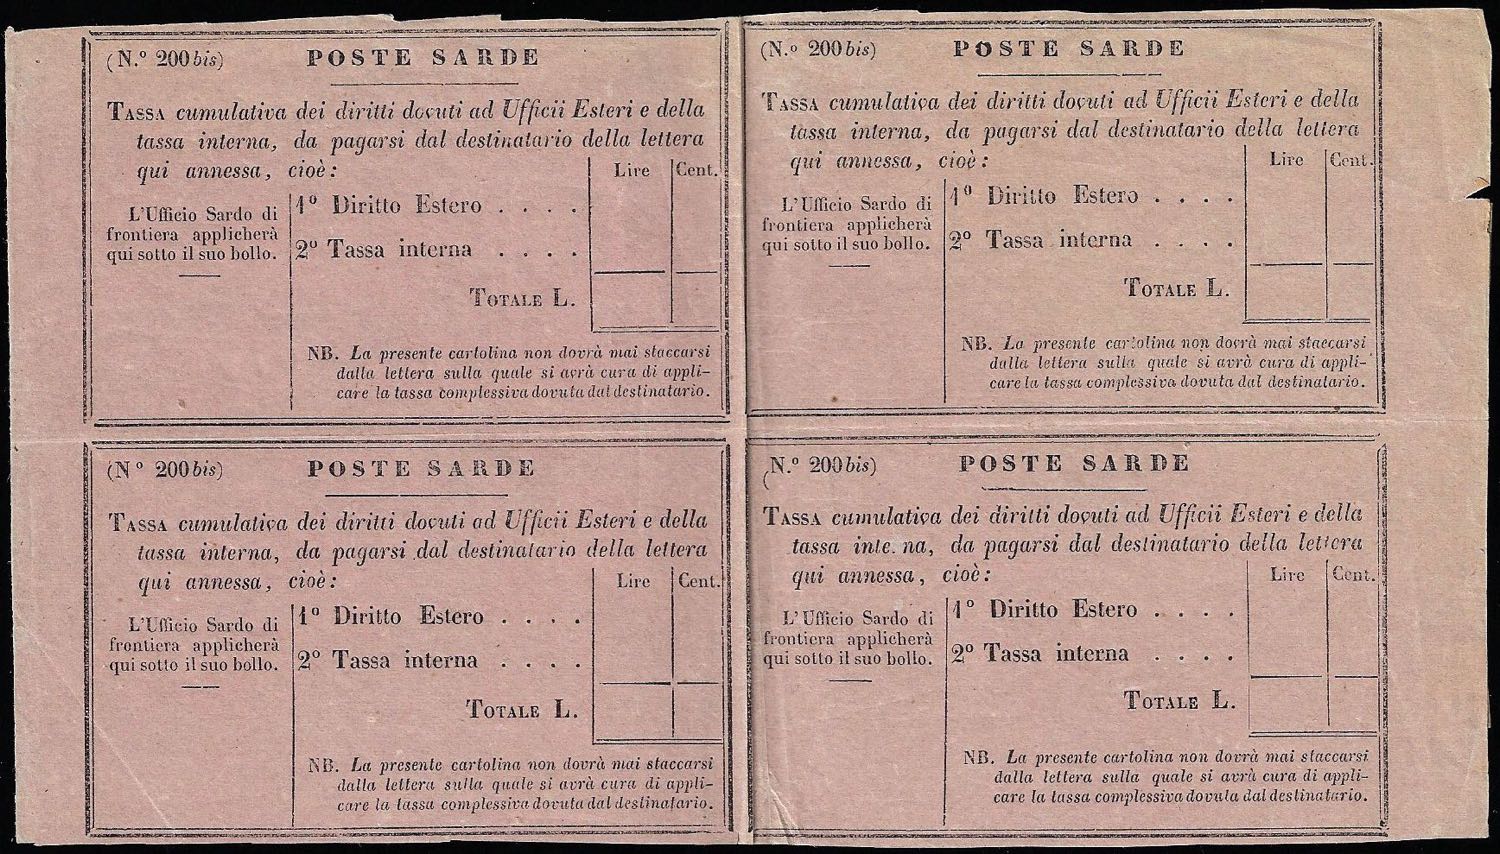 (N.º 200 bis) POSTE SARDE
TASSA cumulativa dei diritti dovuti ad Ufficii Esteri e della
tassa interna, da pagarsi dal destinatario della lettera
qui annessa, cioè: Lire Cent.
L'Ufficio Sardo di
frontiera applicherà
qui sotto il suo bollo.
1º Diritto Estero . . . .
2º Tassa interna . . . .
TOTALE L.
NB. La presente cartolina non dovrà mai staccarsi
dalla lettera sulla quale si avrà cura di appli-
care la tassa complessiva dovuta dal destinatario.
(N.º 200 bis) POSTE SARDE
TASSA cumulativa dei diritti dovuti ad Ufficii Esteri e della
tassa interna, da pagarsi dal destinatario della lettera
qui annessa, cioè: Lire Cent.
L'Ufficio Sardo di
frontiera applicherà
qui sotto il suo bollo.
1º Diritto Estero . . . .
2º Tassa interna . . . .
TOTALE L.
NB. La presente cartolina non dovrà mai staccarsi
dalla lettera sulla quale si avrà cura di appli-
care la tassa complessiva dovuta dal destinatario.
(Nº 200 bis) POSTE SARDE
TASSA cumulativa dei diritti dovuti ad Ufficii Esteri e della
tassa interna, da pagarsi dal destinatario della lettera
qui annessa, cioè: Lire Cent.
L'Ufficio Sardo di
frontiera applicherà
qui sotto il suo bollo.
1º Diritto Estero . . . .
2º Tassa interna . . . .
TOTALE L.
NB. La presente cartolina non dovrà mai staccarsi
dalla lettera sulla quale si avrà cura di appli-
care la tassa complessiva dovuta dal destinatario.
(N.º 200 bis) POSTE SARDE
TASSA cumulativa dei diritti dovuti ad Ufficii Esteri e della
tassa inte.na, da pagarsi dal destinatario della lettera
qui annessa, cioè: Lire Cent.
L'Ufficio Sardo di
frontiera applicherà
qui sotto il suo bollo.
1º Diritto Estero . . . .
2º Tassa interna . . . .
TOTALE L.
NB. La presente cartolina non dovrà mai staccarsi
dalla lettera sulla quale si avrà cura di appli-
care la tassa complessiva dovuta dal destinatario.